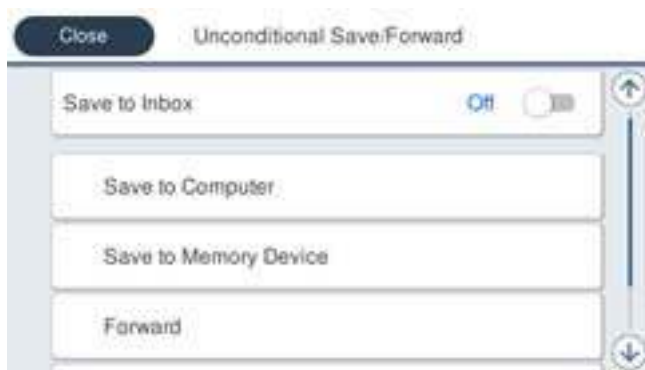 Close
Unconditional Save/Forward
Save to Inbox
Off
Save to Computer
Save to Memory Device
Forward